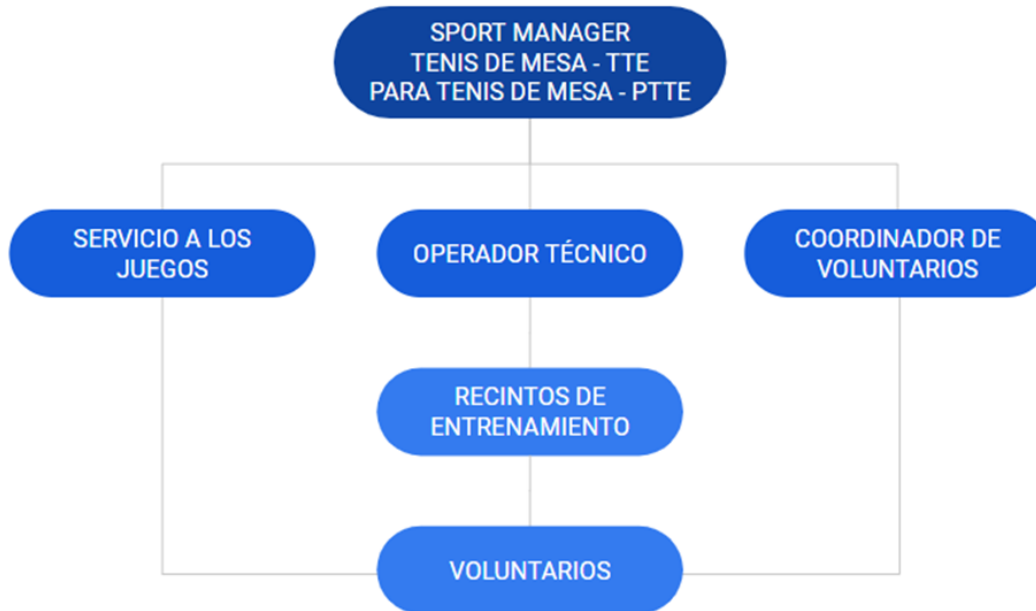 SPORT MANAGER
TENIS DE MESA - TTE
PARA TENIS DE MESA - PTTE
SERVICIO A LOS
JUEGOS
OPERADOR TÉCNICO
COORDINADOR DE
VOLUNTARIOS
RECINTOS DE
ENTRENAMIENTO
VOLUNTARIOS